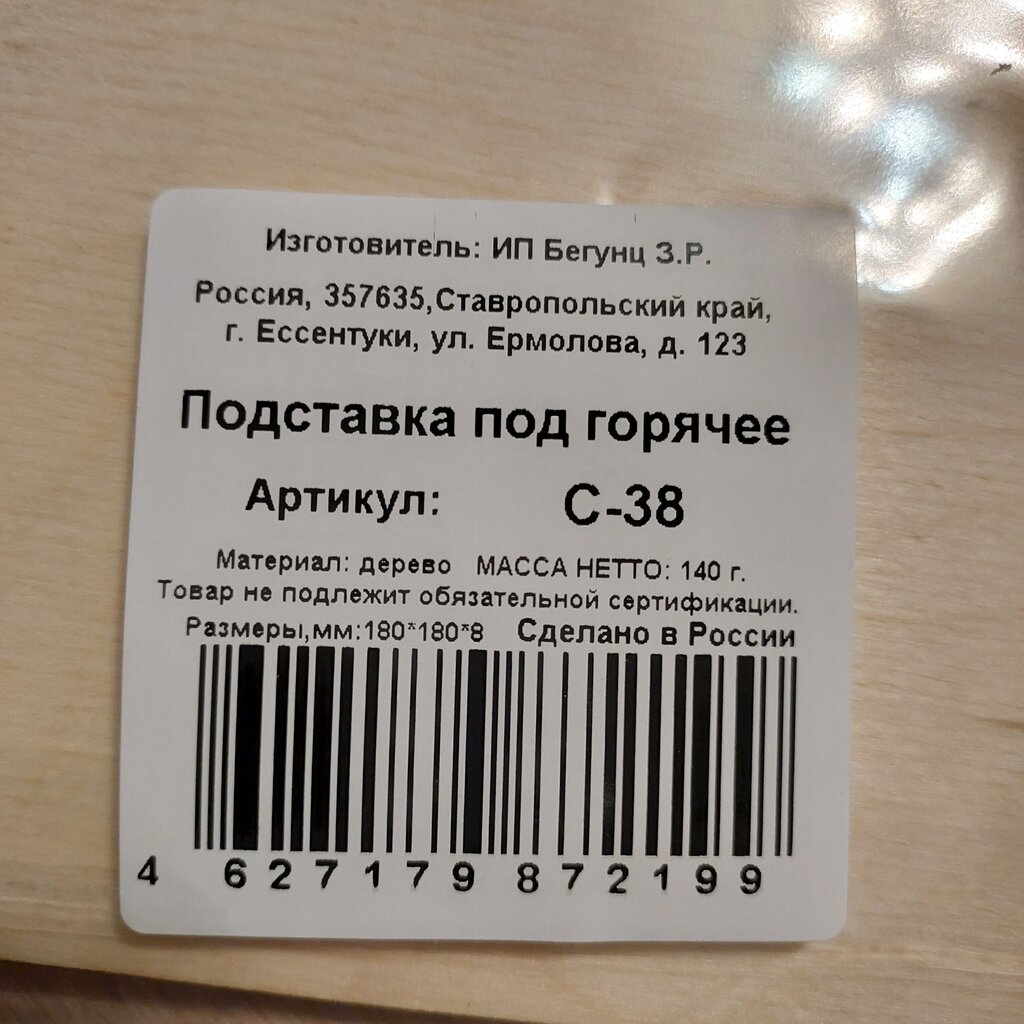 Изготовитель: ИП Бегунц З.Р.
Россия, 357635,Ставропольский край,
г. Ессентуки, ул. Ермолова, д. 123
Подставка под горячее
Артикул: С-38
Материал: дерево МАССА НЕТТО: 140 г.
Товар не подлежит обязательной сертификации.
Размеры,мм:180*180*8 Сделано в России
4 627179 872199